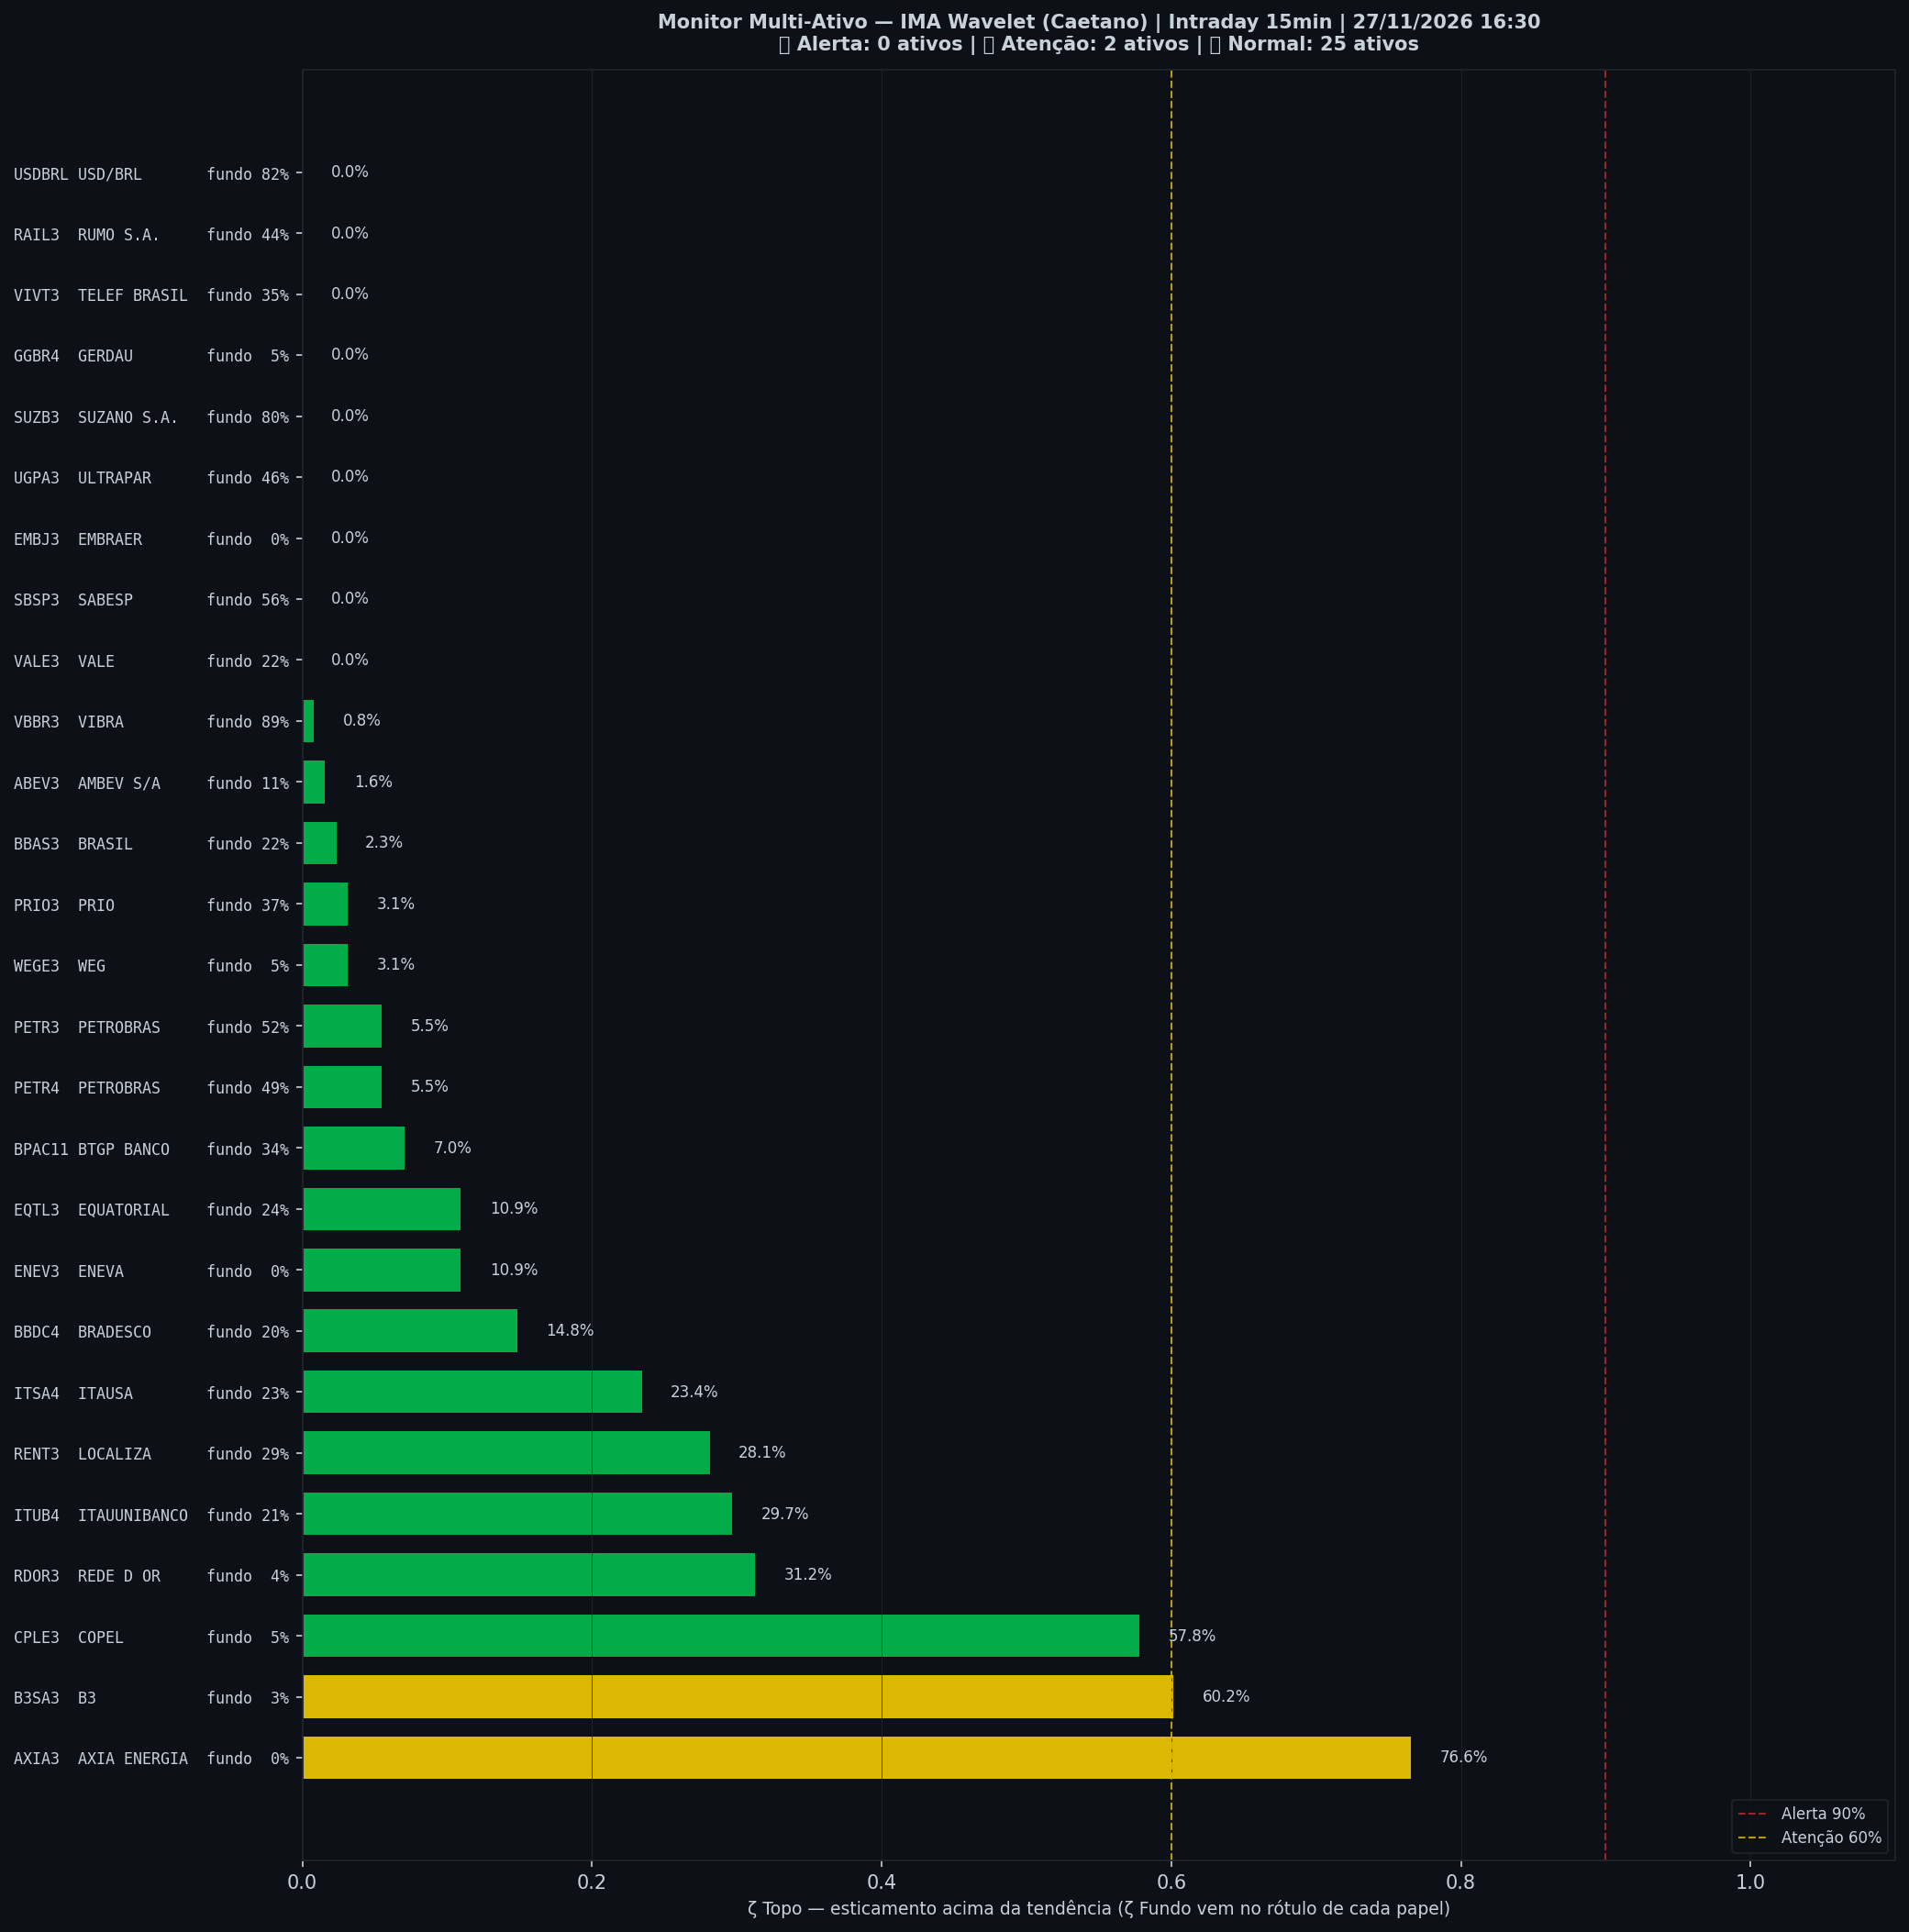 Monitor Multi-Ativo — IMA Wavelet (Caetano) | Intraday 15min | 27/11/2026 16:30
▯ Alerta: 0 ativos | ▯ Atenção: 2 ativos | ▯ Normal: 25 ativos
USDBRL USD/BRL fundo 82% 0.0%
RAIL3 RUMO S.A. fundo 44% 0.0%
VIVT3 TELEF BRASIL fundo 35% 0.0%
GGBR4 GERDAU fundo 5% 0.0%
SUZB3 SUZANO S.A. fundo 80% 0.0%
UGPA3 ULTRAPAR fundo 46% 0.0%
EMBJ3 EMBRAER fundo 0% 0.0%
SBSP3 SABESP fundo 56% 0.0%
VALE3 VALE fundo 22% 0.0%
VBBR3 VIBRA fundo 89% 0.8%
ABEV3 AMBEV S/A fundo 11% 1.6%
BBAS3 BRASIL fundo 22% 2.3%
PRIO3 PRIO fundo 37% 3.1%
WEGE3 WEG fundo 5% 3.1%
PETR3 PETROBRAS fundo 52% 5.5%
PETR4 PETROBRAS fundo 49% 5.5%
BPAC11 BTGP BANCO fundo 34% 7.0%
EQTL3 EQUATORIAL fundo 24% 10.9%
ENEV3 ENEVA fundo 0% 10.9%
BBDC4 BRADESCO fundo 20% 14.8%
ITSA4 ITAUSA fundo 23% 23.4%
RENT3 LOCALIZA fundo 29% 28.1%
ITUB4 ITAUUNIBANCO fundo 21% 29.7%
RDOR3 REDE D OR fundo 4% 31.2%
CPLE3 COPEL fundo 5% 57.8%
B3SA3 B3 fundo 3% 60.2%
AXIA3 AXIA ENERGIA fundo 0% 76.6%
Alerta 90%
Atenção 60%
0.0 0.2 0.4 0.6 0.8 1.0
ζ Topo — esticamento acima da tendência (ζ Fundo vem no rótulo de cada papel)